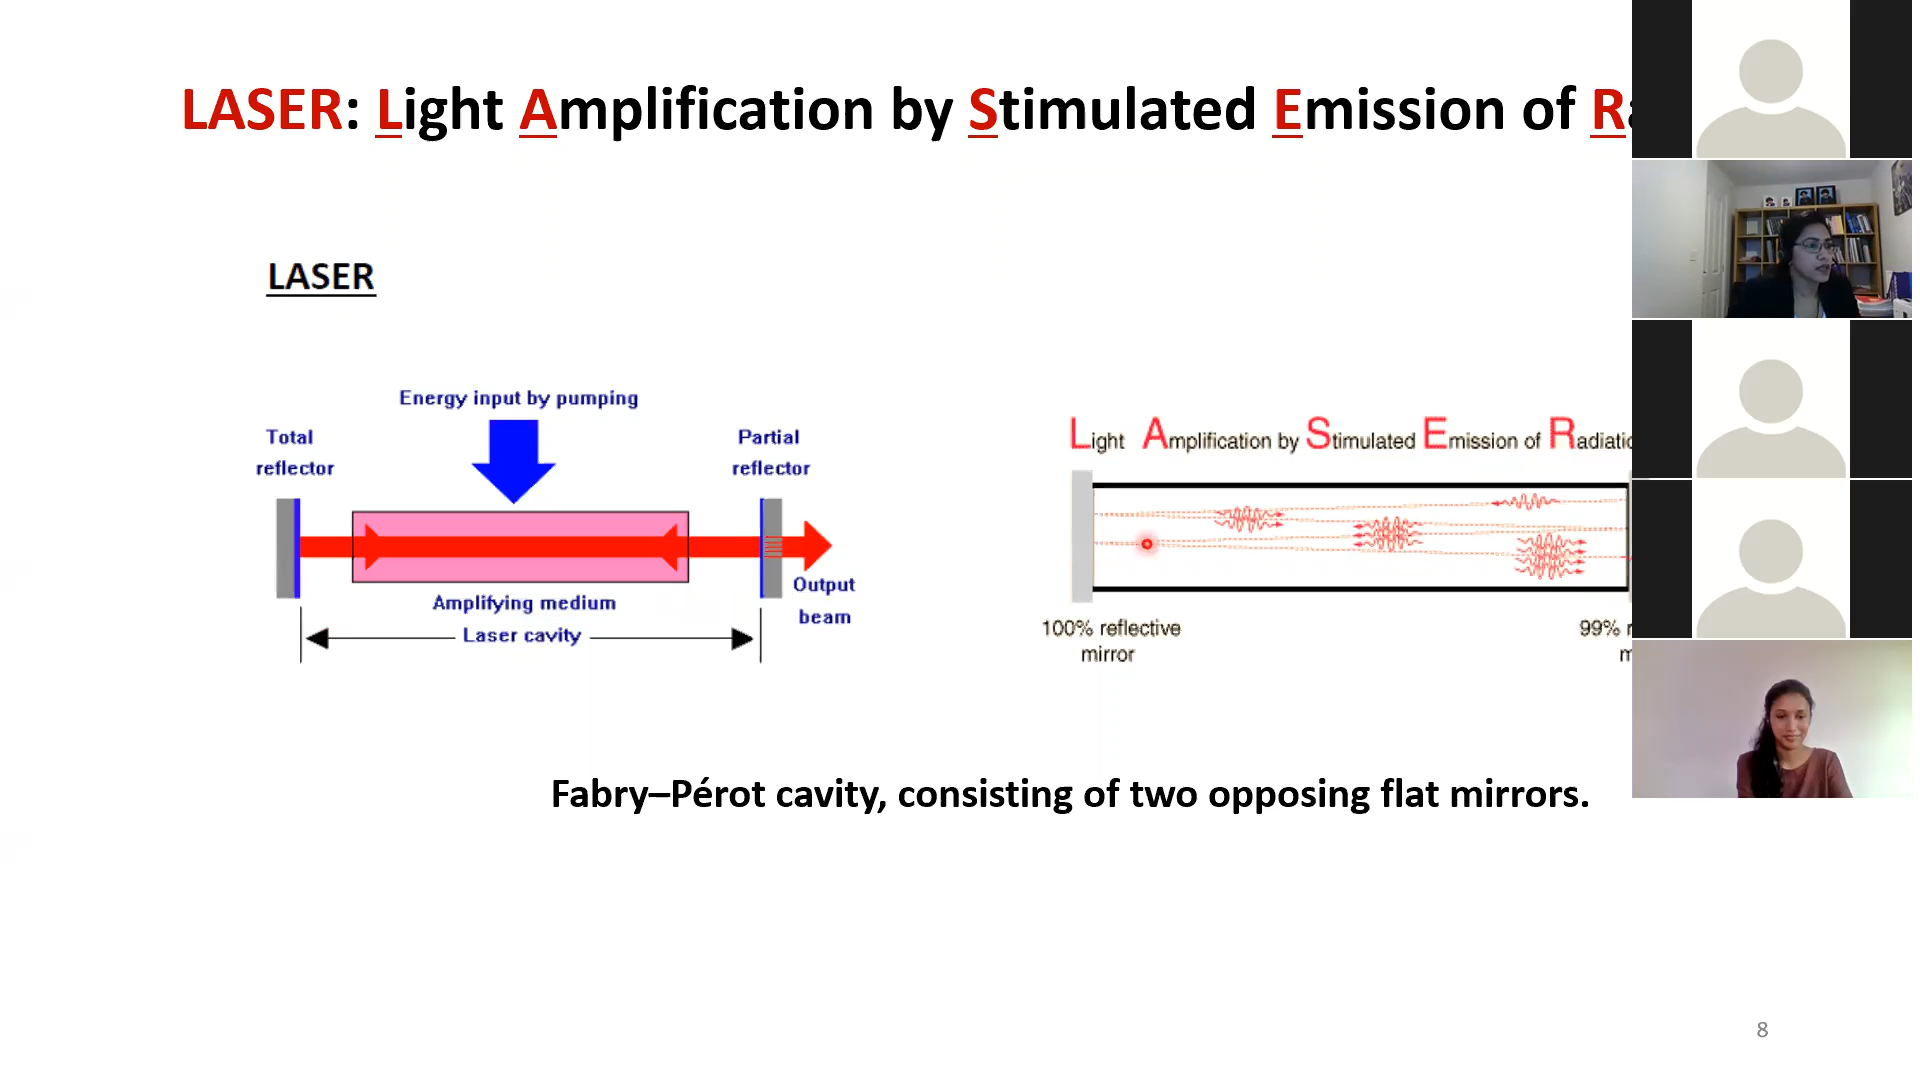 LASER: Light Amplification by Stimulated Emission of Ra
LASER
Energy input by pumping
Total
reflector
Partial
reflector
Output
beam
Amplifying medium
Laser cavity
Light Amplification by Stimulated Emission of Radiatio
100% reflective
mirror
99% r
m
Fabry–Pérot cavity, consisting of two opposing flat mirrors.
8